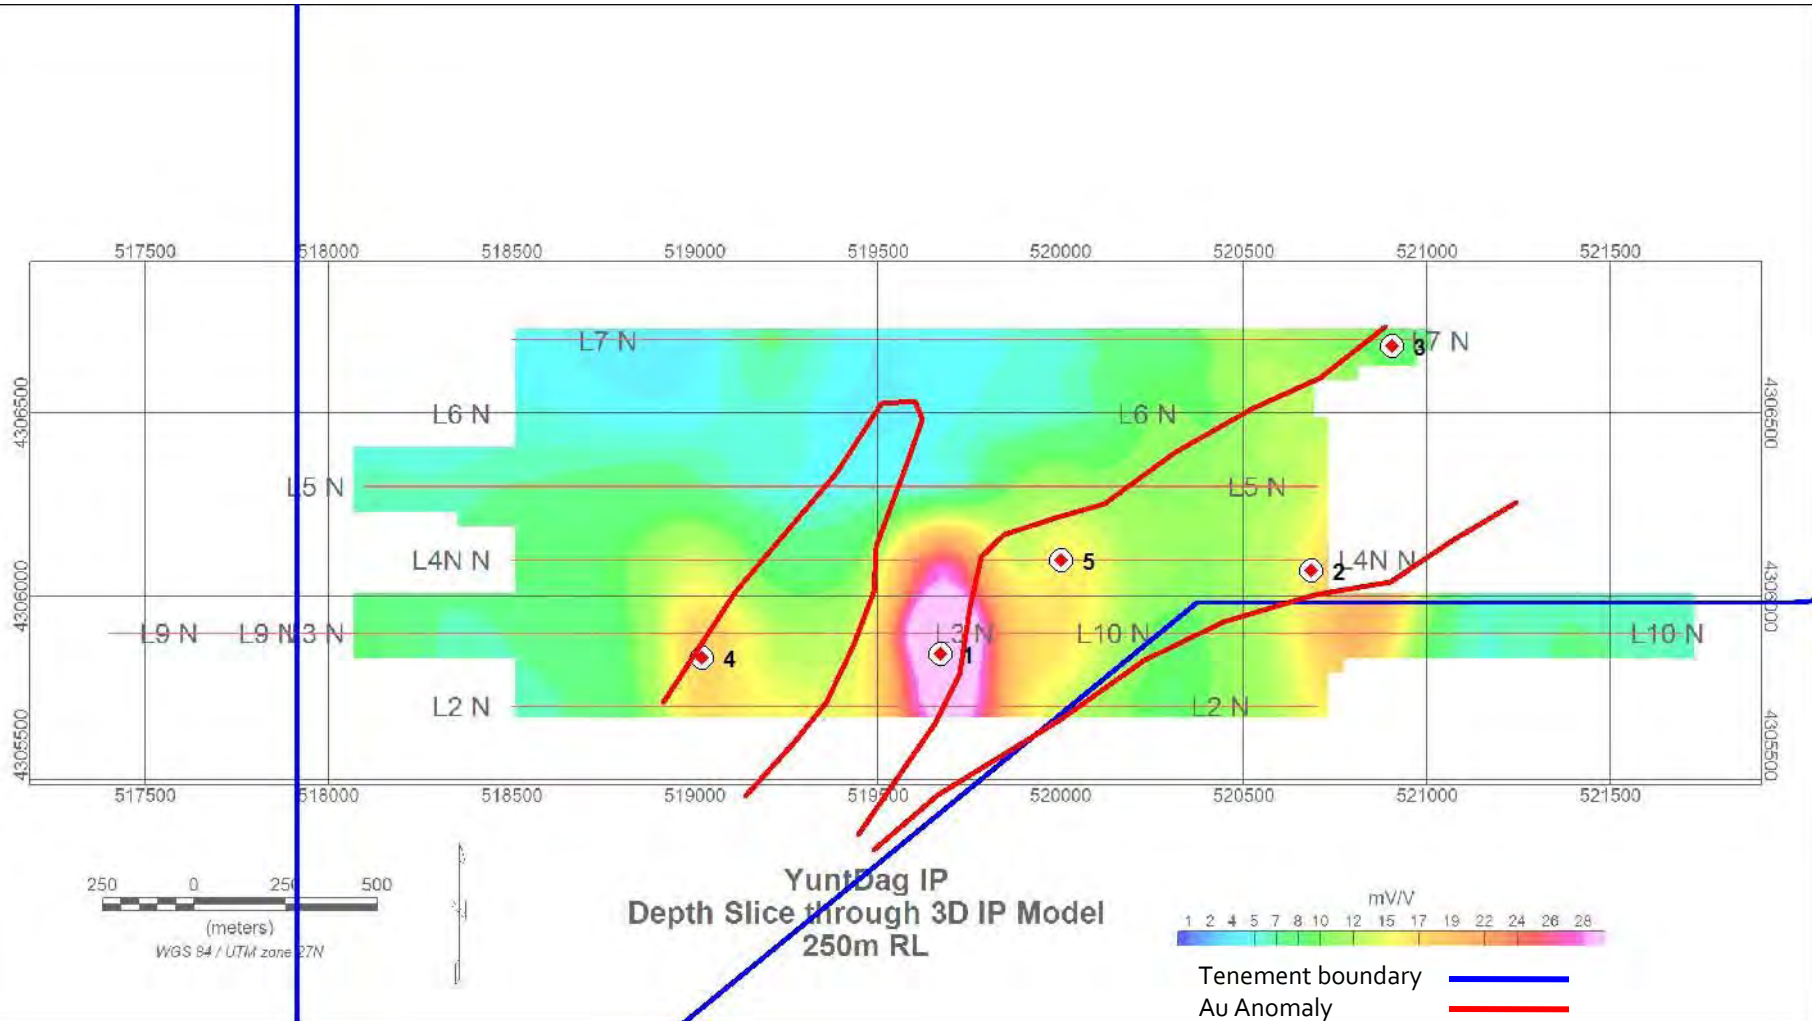 517500 518000 518500 519000 519500 520000 520500 521000 521500
L7 N L7 N
3
4306500 L6 N L6 N 4306500
L5 N L5 N
L4N N 5 2 L4N N
4306000 4306000
L9 N L9 N L3 N L3 N L10 N L10 N
4 1
L2 N L2 N
4305500 4305500
517500 518000 518500 519000 519500 520000 520500 521000 521500
250 0 250 500
(meters)
WGS 84 / UTM zone 27N
YuntDag IP
Depth Slice through 3D IP Model
250m RL
mV/V
1 2 4 5 7 8 10 12 15 17 19 22 24 26 28
Tenement boundary
Au Anomaly